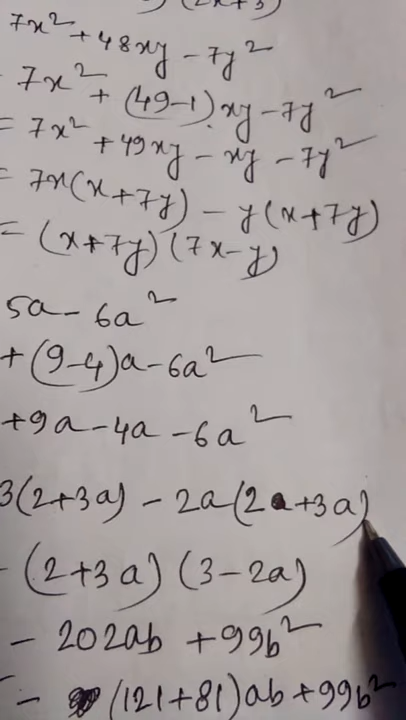 7x² + 48xy - 7y²
7x² + (49-1)xy - 7y²
= 7x² + 49xy - xy - 7y²
= 7x(x+7y) - y(x+7y)
= (x+7y)(7x-y)
5a - 6a²
+(9-4)a - 6a²
+9a - 4a - 6a²
3(2+3a) - 2a(2+3a)
(2+3a)(3-2a)
- 202ab + 99b²
- (121+81)ab + 99b²